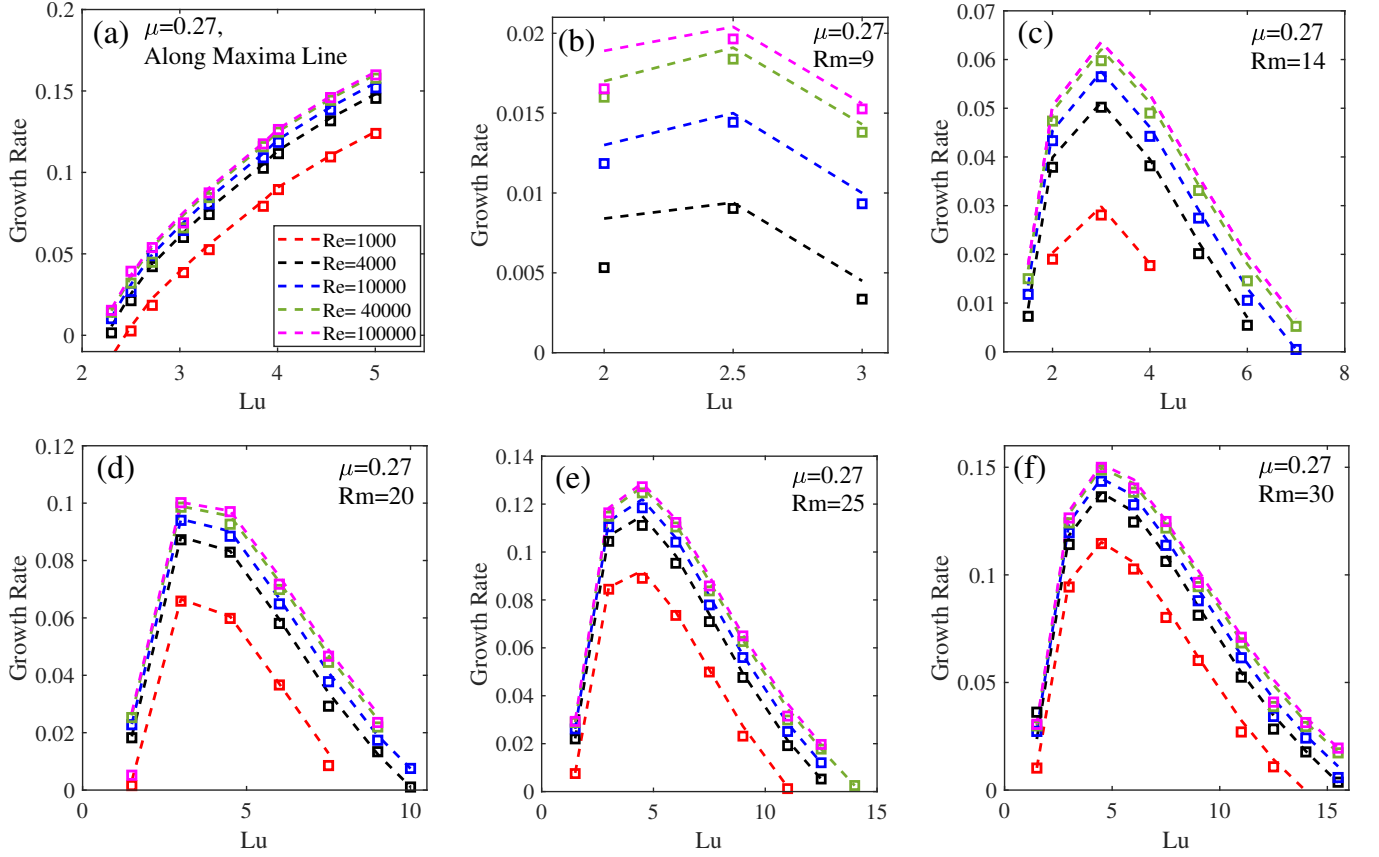 (a)
μ=0.27,
Along Maxima Line
Growth Rate
0.2
0.15
0.1
0.05
0
2
3
4
5
Lu
Re=1000
Re=4000
Re=10000
Re= 40000
Re=100000
(b)
μ=0.27
Rm=9
Growth Rate
0.02
0.015
0.01
0.005
0
2
2.5
3
Lu
(c)
μ=0.27
Rm=14
Growth Rate
0.07
0.06
0.05
0.04
0.03
0.02
0.01
0
2
4
6
8
Lu
(d)
μ=0.27
Rm=20
Growth Rate
0.12
0.1
0.08
0.06
0.04
0.02
0
0
5
10
Lu
(e)
μ=0.27
Rm=25
Growth Rate
0.14
0.12
0.1
0.08
0.06
0.04
0.02
0
0
5
10
15
Lu
(f)
μ=0.27
Rm=30
Growth Rate
0.15
0.1
0.05
0
0
5
10
15
Lu